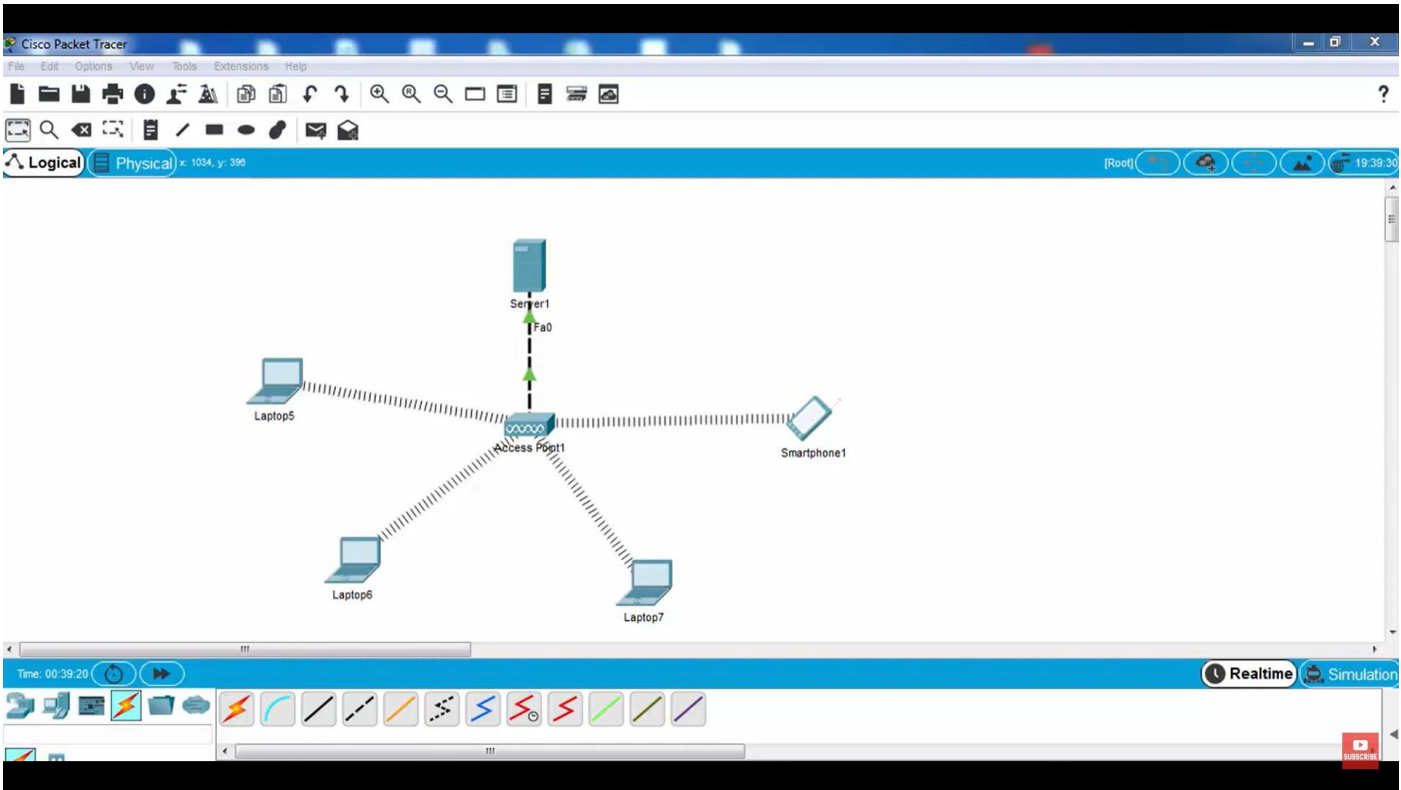 Cisco Packet Tracer
File Edit Options View Tools Extensions Help
?
Logical Physical x: 1034, y: 396 [Root] 19:39:30
Server1
Fa0
Laptop5
Access Point1
Smartphone1
Laptop6
Laptop7
Time: 00:39:20 Realtime Simulation
SUBSCRIBE